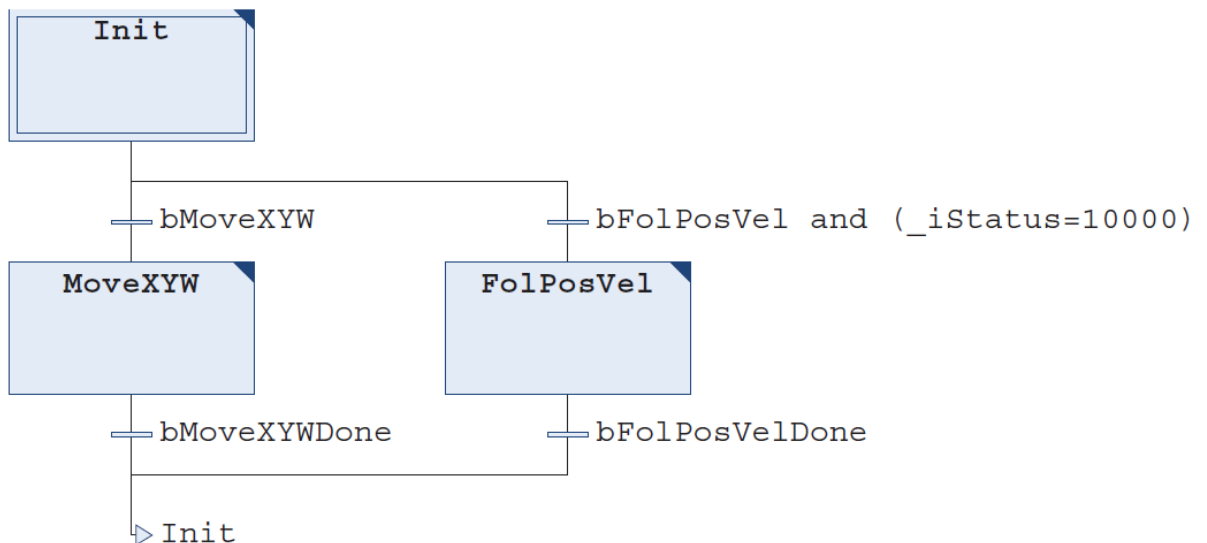 Init
bMoveXYW
bFolPosVel and (_iStatus=10000)
MoveXYW
FolPosVel
bMoveXYWDone
bFolPosVelDone
Init